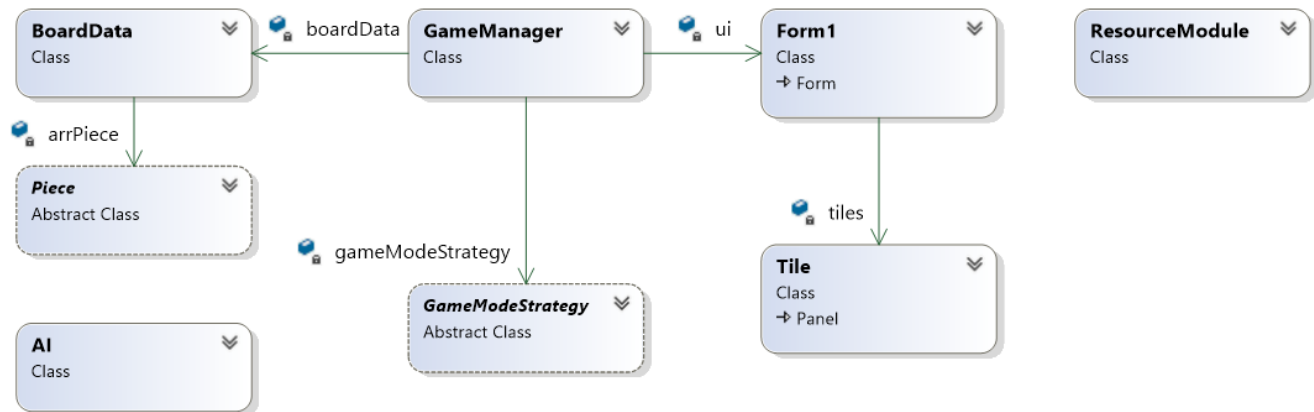 BoardData
Class
boardData
GameManager
Class
ui
Form1
Class
Form
ResourceModule
Class
arrPiece
Piece
Abstract Class
gameModeStrategy
GameModeStrategy
Abstract Class
tiles
Tile
Class
Panel
AI
Class